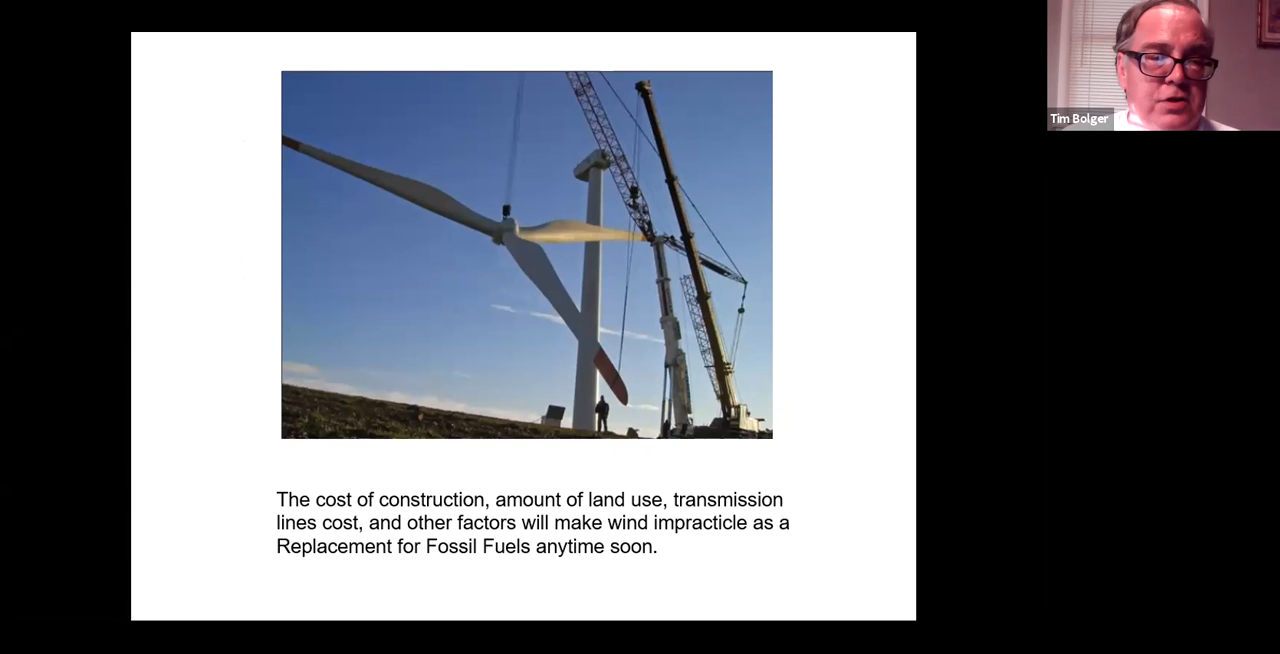 Tim Bolger
The cost of construction, amount of land use, transmission
lines cost, and other factors will make wind impracticle as a
Replacement for Fossil Fuels anytime soon.